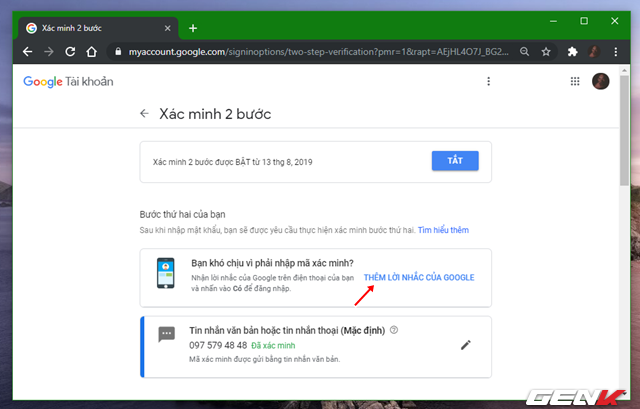 Xác minh 2 bước
myaccount.google.com/signinoptions/two-step-verification?pmr=1&rapt=AEjHL4O7J_BG2...
Google Tài khoản
Xác minh 2 bước
Xác minh 2 bước được BẬT từ 13 thg 8, 2019
TẮT
Bước thứ hai của bạn
Sau khi nhập mật khẩu, bạn sẽ được yêu cầu thực hiện xác minh bước thứ hai. Tìm hiểu thêm
Bạn khó chịu vì phải nhập mã xác minh?
Nhận lời nhắc của Google trên điện thoại của bạn
và nhấn vào Có để đăng nhập.
THÊM LỜI NHẮC CỦA GOOGLE
Tin nhắn văn bản hoặc tin nhắn thoại (Mặc định)
097 579 48 48 Đã xác minh
Mã xác minh được gửi bằng tin nhắn văn bản.
GENK